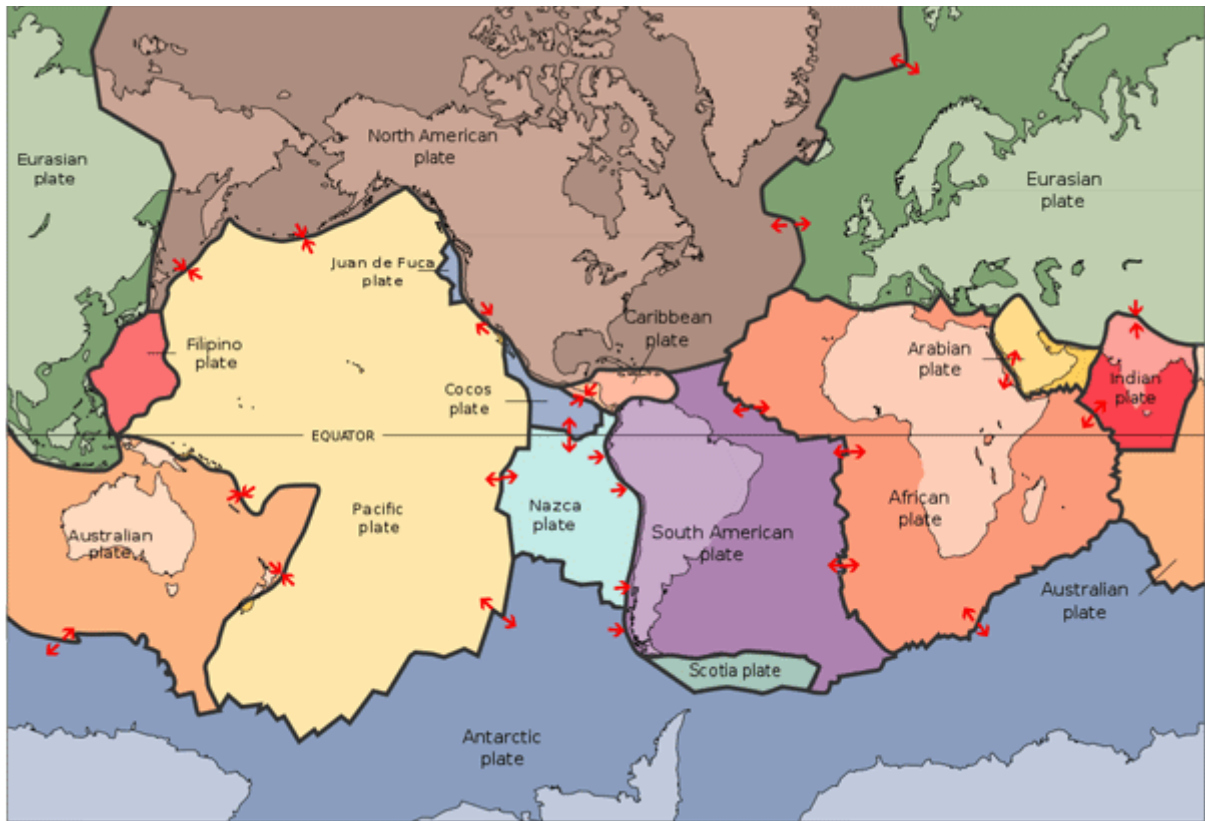 North American
plate
Eurasian
plate
Eurasian
plate
Juan de Fuca
plate
Caribbean
plate
Filipino
plate
Arabian
plate
Cocos
plate
Indian
plate
EQUATOR
Nazca
plate
African
plate
Pacific
plate
Australian
plate
South American
plate
Australian
plate
Scotia plate
Antarctic
plate